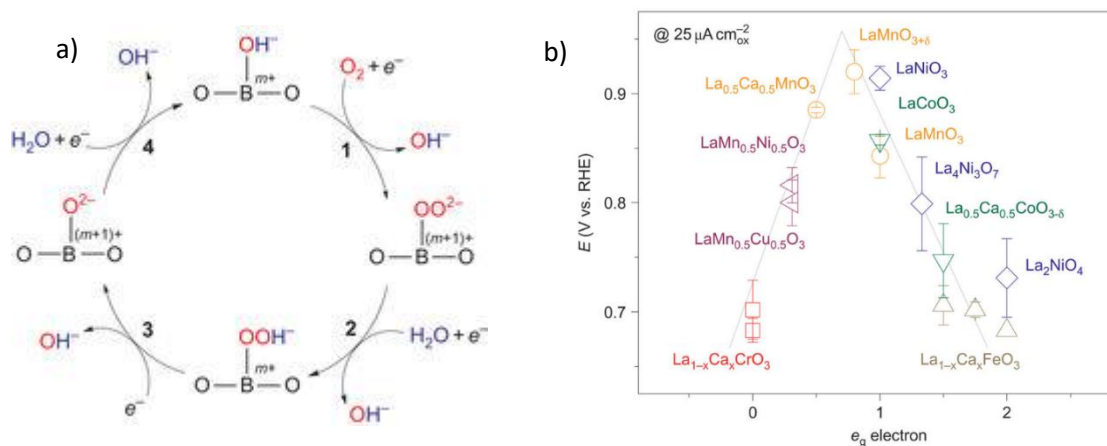 a)
OH⁻
OH⁻
m+
O—B—O
O₂ + e⁻
H₂O + e⁻
4
1
OH⁻
O²⁻
(m+1)+
O—B—O
OO²⁻
(m+1)+
O—B—O
OH⁻
3
OOH⁻
m+
O—B—O
2
H₂O + e⁻
e⁻
OH⁻
b)
@ 25 μA cm⁻²ₒₓ
LaMnO₃₊δ
La₀.₅Ca₀.₅MnO₃
LaNiO₃
LaCoO₃
LaMnO₃
LaMn₀.₅Ni₀.₅O₃
La₄Ni₃O₇
La₀.₅Ca₀.₅CoO₃₋δ
LaMn₀.₅Cu₀.₅O₃
La₂NiO₄
La₁₋ₓCaₓCrO₃
La₁₋ₓCaₓFeO₃
E (V vs. RHE)
0.9
0.8
0.7
0
1
2
e_g electron